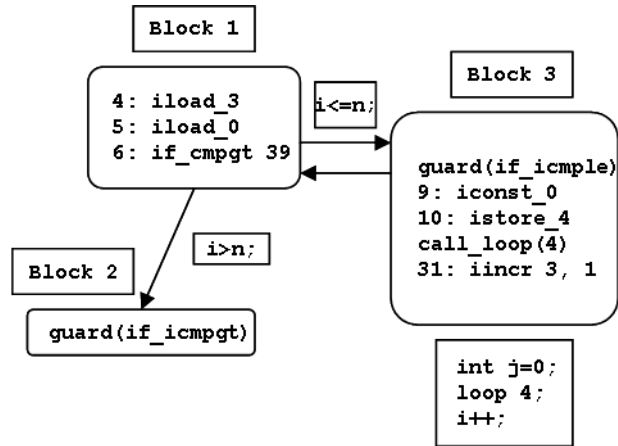 Block 1
4: iload_3
5: iload_0
6: if_cmpgt 39
i<=n;
Block 3
guard(if_icmple)
9: iconst_0
10: istore_4
call_loop(4)
31: iincr 3, 1
i>n;
Block 2
guard(if_icmpgt)
int j=0;
loop 4;
i++;